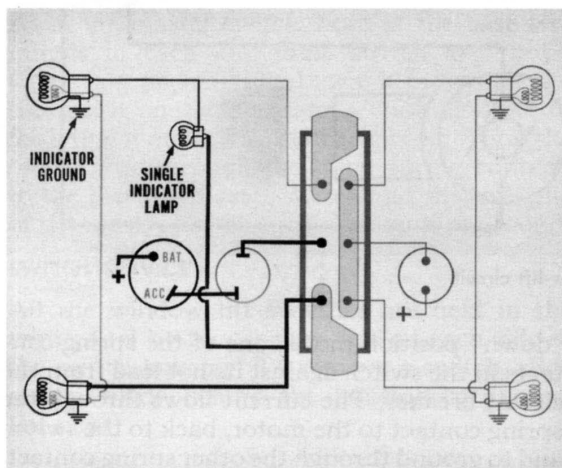 INDICATOR
GROUND
SINGLE
INDICATOR
LAMP
BAT.
+
ACC.
+